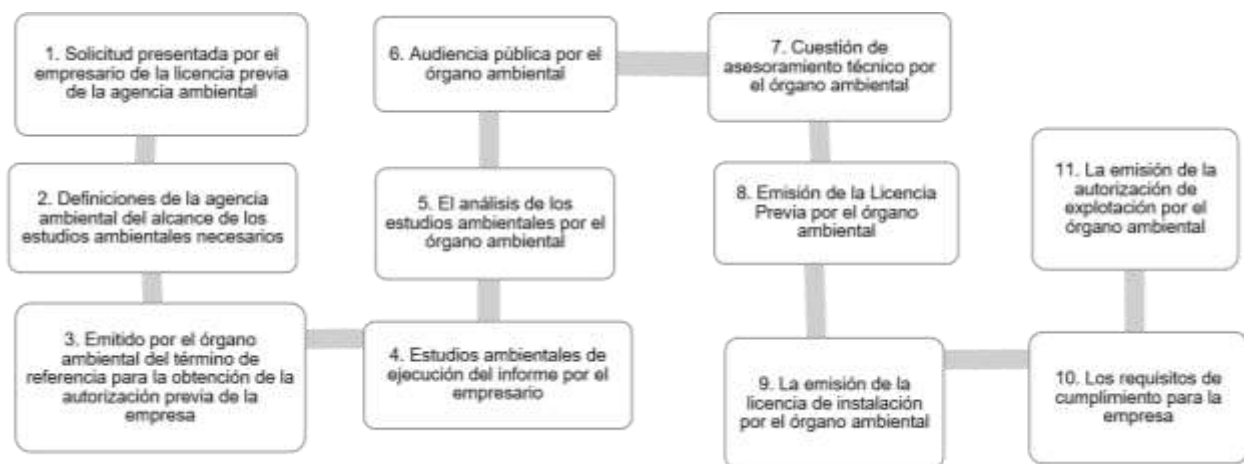 1. Solicitud presentada por el
empresario de la licencia previa
de la agencia ambiental
2. Definiciones de la agencia
ambiental del alcance de los
estudios ambientales necesarios
3. Emitido por el órgano
ambiental del término de
referencia para la obtención de la
autorización previa de la
empresa
4. Estudios ambientales de
ejecución del informe por el
empresario
5. El análisis de los
estudios ambientales por el
órgano ambiental
6. Audiencia pública por el
órgano ambiental
7. Cuestión de
asesoramiento técnico por
el órgano ambiental
8. Emisión de la Licencia
Previa por el órgano
ambiental
9. La emisión de la
licencia de instalación
por el órgano ambiental
10. Los requisitos de
cumplimiento para la
empresa
11. La emisión de la
autorización de
explotación por el
órgano ambiental